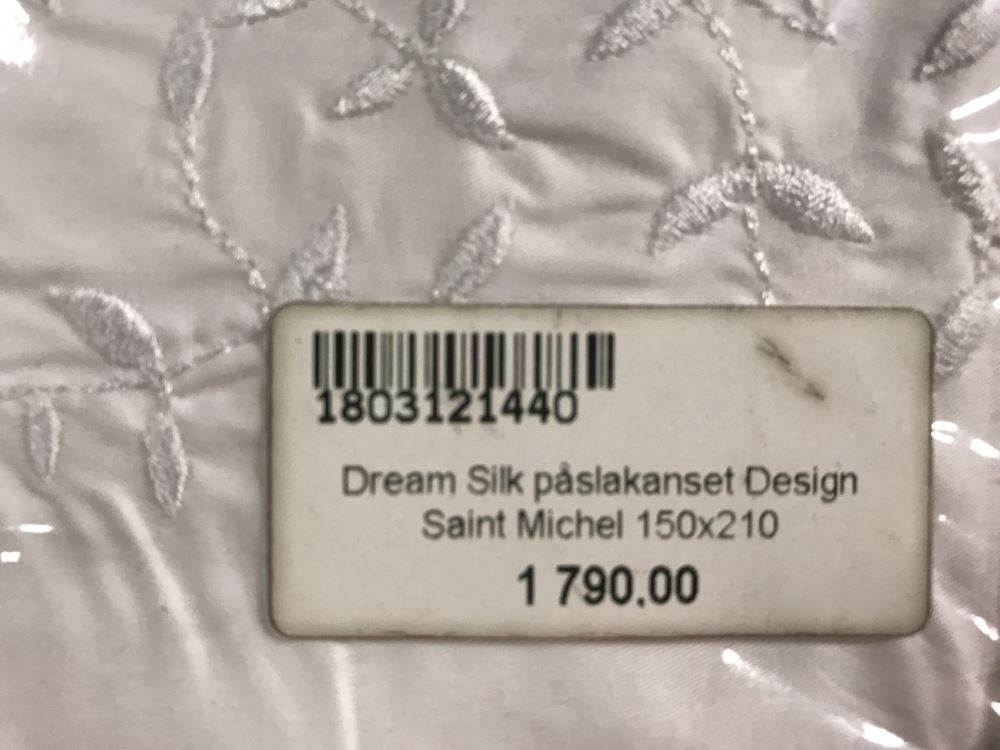 1803121440
Dream Silk påslakanset Design
Saint Michel 150x210
1 790.00